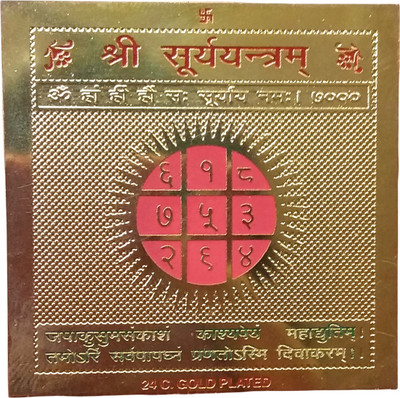 श्री सूर्ययन्त्रम्
ॐ ह्रां ह्रीं ह्रौं सः सूर्याय नमः। ७०००
६ १ ८
७ ५ ३
२ ९ ४
जपाकुसुमसंकाशं काश्यपेयं महाद्युतिम्।
तमोऽरिं सर्वपापघ्नं प्रणतोऽस्मि दिवाकरम्।
24 C. GOLD PLATED